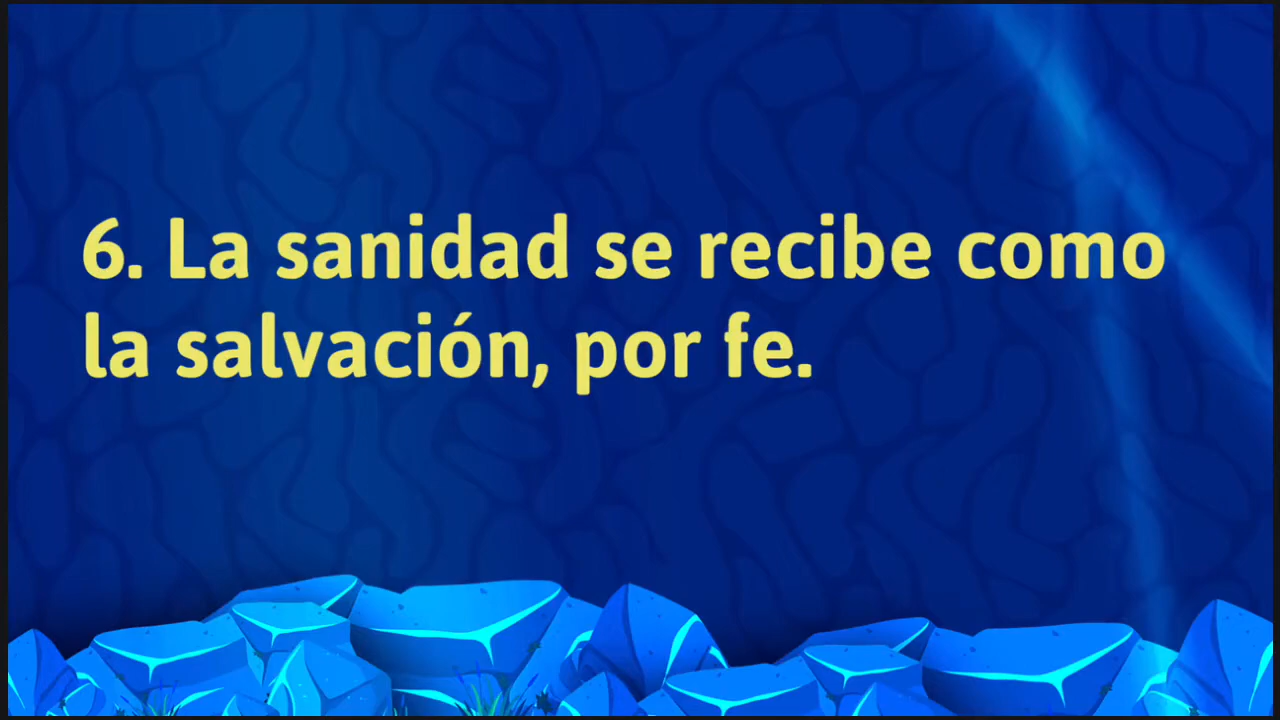 6. La sanidad se recibe como
la salvación, por fe.